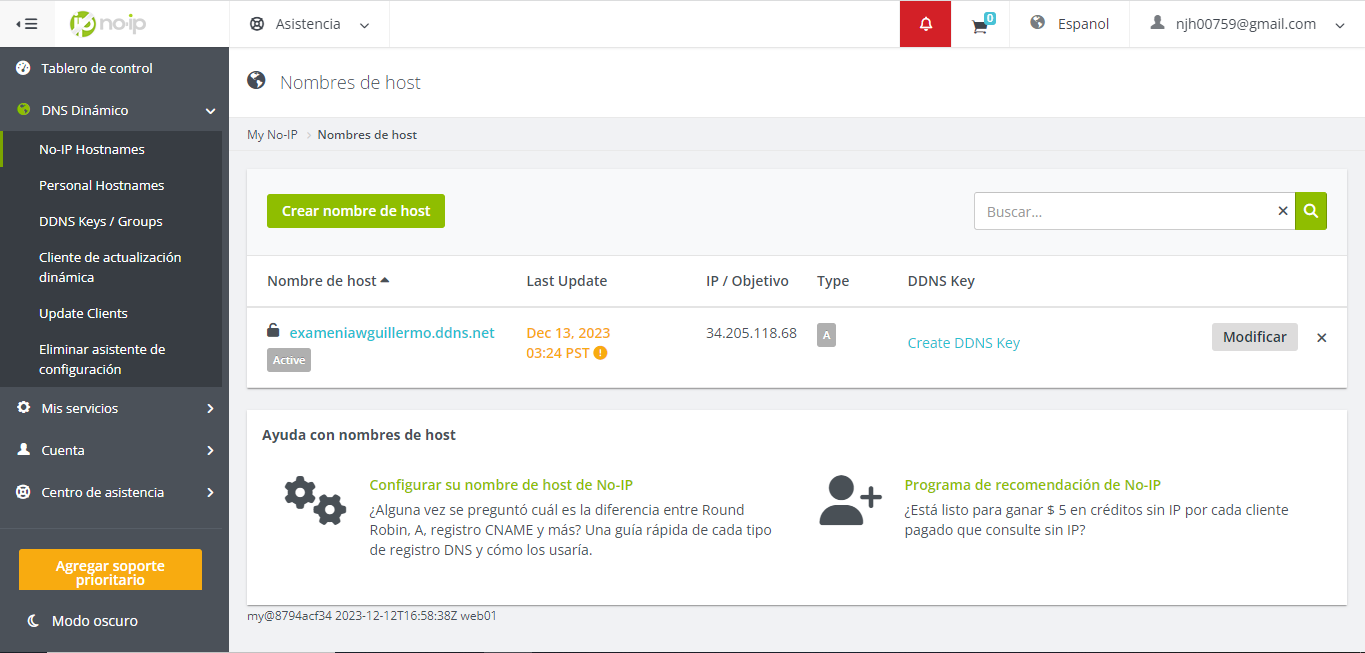 no-ip
Asistencia
0
Espanol
njh00759@gmail.com
Tablero de control
DNS Dinámico
No-IP Hostnames
Personal Hostnames
DDNS Keys / Groups
Cliente de actualización
dinámica
Update Clients
Eliminar asistente de
configuración
Mis servicios
Cuenta
Centro de asistencia
Agregar soporte
prioritario
Modo oscuro
Nombres de host
My No-IP > Nombres de host
Crear nombre de host
Buscar...
Nombre de host Last Update IP / Objetivo Type DDNS Key
exameniawguillermo.ddns.net Dec 13, 2023 34.205.118.68 A
03:24 PST
Active
Create DDNS Key
Modificar
Ayuda con nombres de host
Configurar su nombre de host de No-IP
¿Alguna vez se preguntó cuál es la diferencia entre Round
Robin, A, registro CNAME y más? Una guía rápida de cada tipo
de registro DNS y cómo los usaría.
Programa de recomendación de No-IP
¿Está listo para ganar $ 5 en créditos sin IP por cada cliente
pagado que consulte sin IP?
my@8794acf34 2023-12-12T16:58:38Z web01